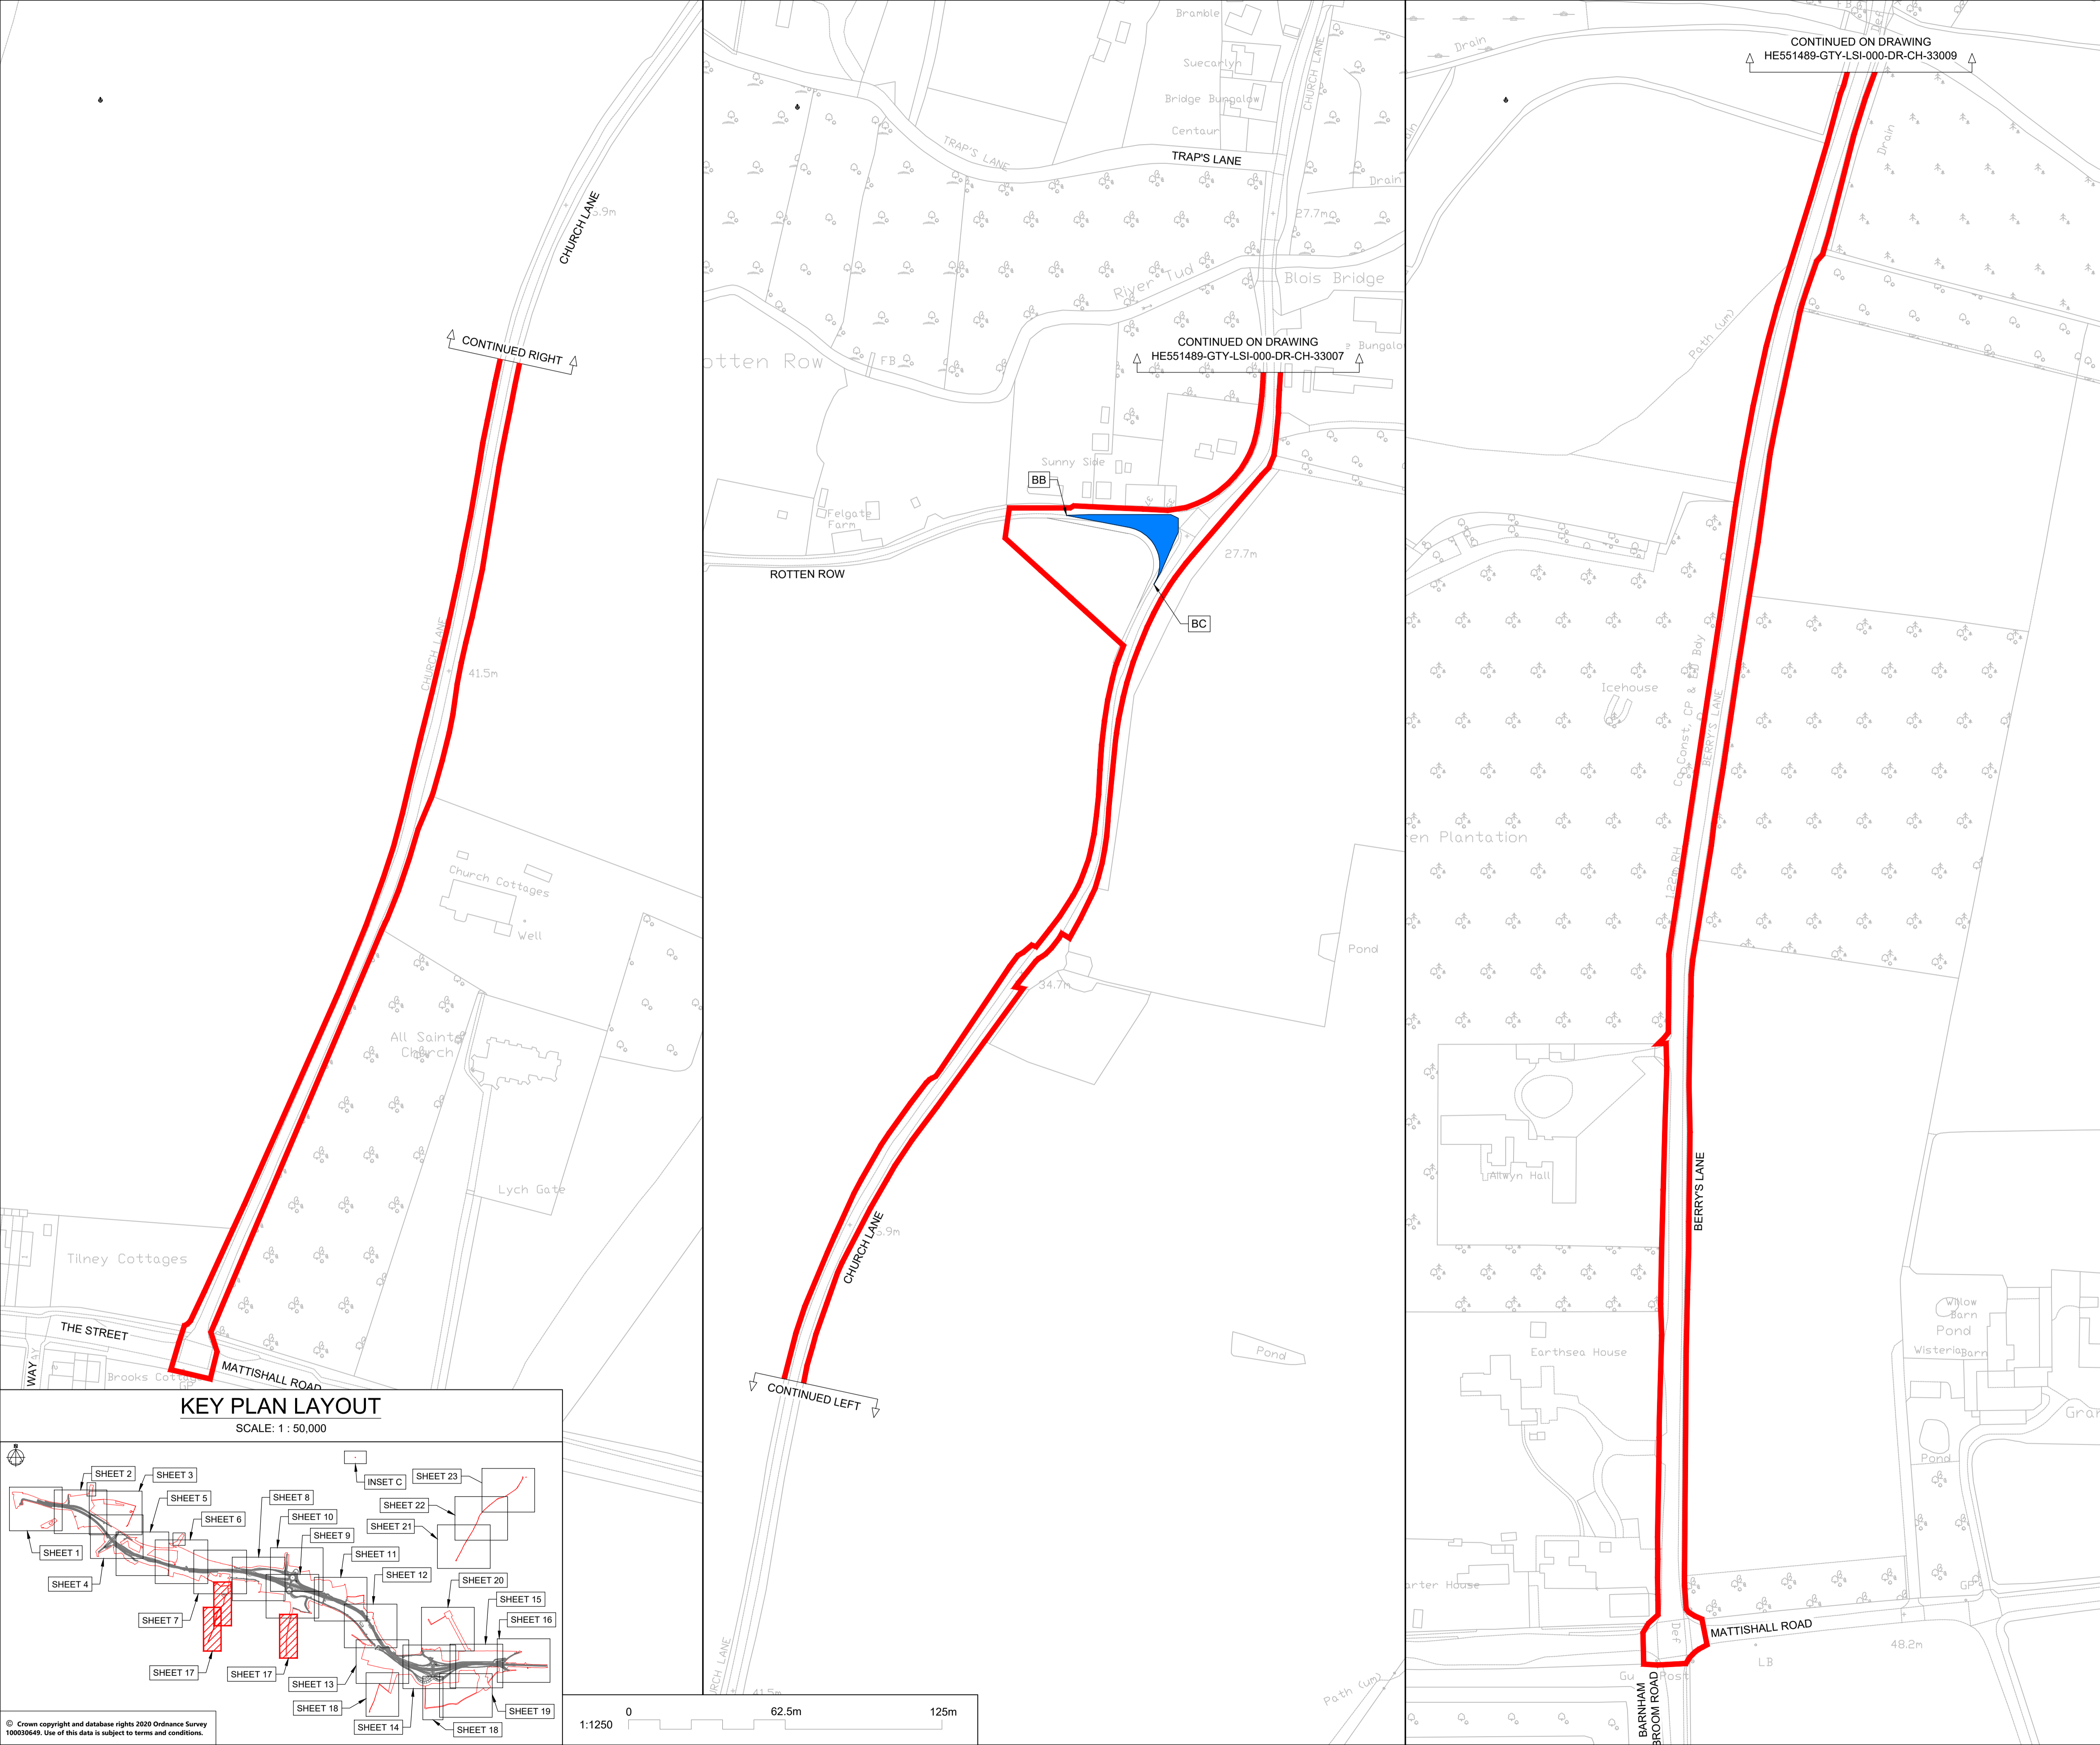 CHURCH LANE
CONTINUED RIGHT
CHURCH LANE
41.5m
Church Cottages
Well
All Saints
Church
Lych Gate
Tilney Cottages
THE STREET
WAY
MATTISHALL ROAD
KEY PLAN LAYOUT
SCALE: 1 : 50,000
SHEET 1
SHEET 2
SHEET 3
SHEET 4
SHEET 5
SHEET 6
SHEET 7
SHEET 8
SHEET 10
SHEET 9
SHEET 11
SHEET 12
INSET C
SHEET 23
SHEET 22
SHEET 21
SHEET 20
SHEET 15
SHEET 16
SHEET 17
SHEET 17
SHEET 13
SHEET 18
SHEET 14
SHEET 18
SHEET 19
© Crown copyright and database rights 2020 Ordnance Survey
100030649. Use of this data is subject to terms and conditions.
Bramble
Suecarlyn
Bridge Bungalow
Centaur
CHURCH LANE
TRAP'S LANE
TRAP'S LANE
Drain
27.7m
River Tud
Blois Bridge
CONTINUED ON DRAWING
HE551489-GTY-LSI-000-DR-CH-33007
FB
Sunny Side
BB
Felgate
Farm
ROTTEN ROW
27.7m
BC
Pond
34.7m
CHURCH LANE
Pond
CONTINUED LEFT
Path (um)
1:1250
0
62.5m
125m
Drain
CONTINUED ON DRAWING
HE551489-GTY-LSI-000-DR-CH-33009
Drain
Path (um)
Icehouse
Co Const, CP & ED Bdy
BERRY'S LANE
1.22m RH
Allwyn Hall
BERRY'S LANE
Earthsea House
Willow
Barn
Pond
Wisteria Barn
Pond
GP
Def
MATTISHALL ROAD
48.2m
LB
BARNHAM
BROOM ROAD